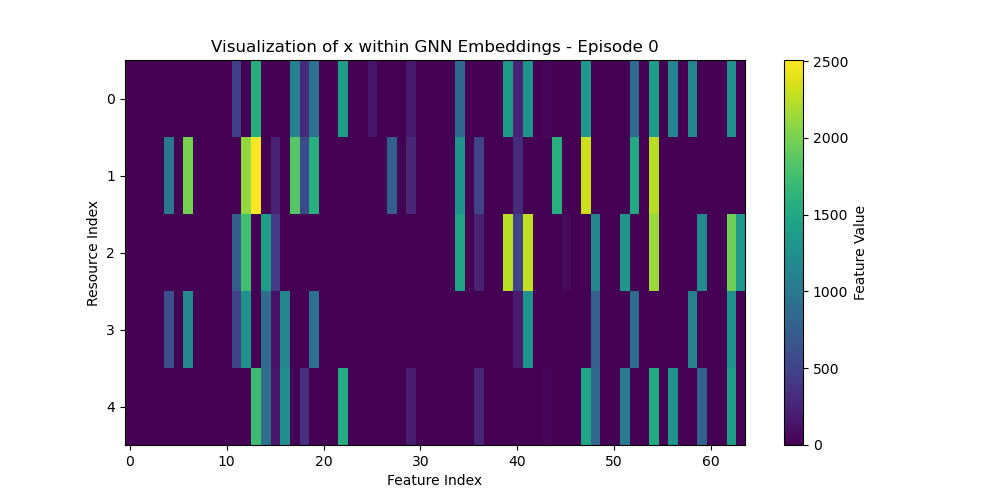 Visualization of x within GNN Embeddings - Episode 0
Resource Index
0
1
2
3
4
0 10 20 30 40 50 60
Feature Index
2500
2000
1500
1000
500
0
Feature Value